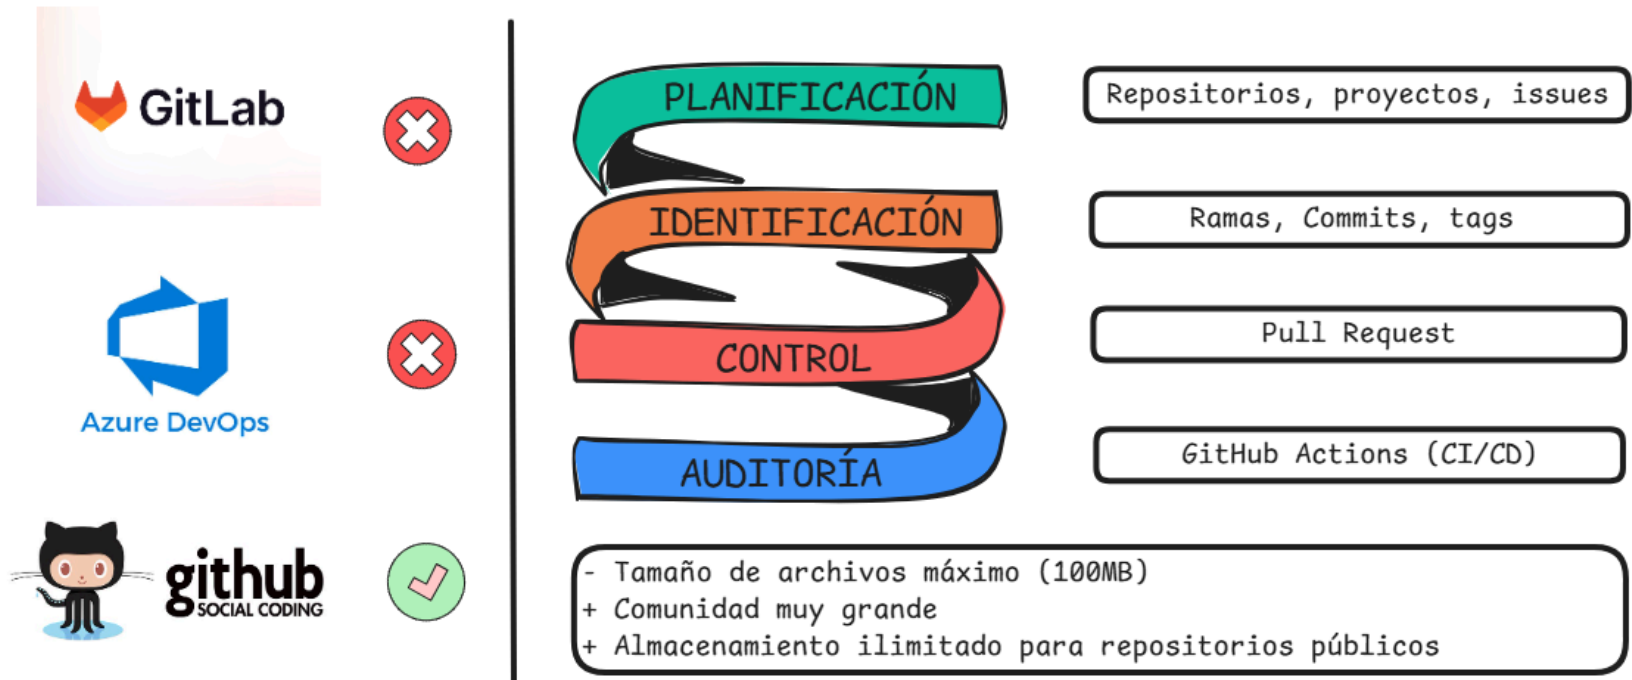 GitLab
Azure DevOps
github
SOCIAL CODING
PLANIFICACIÓN
Repositorios, proyectos, issues
IDENTIFICACIÓN
Ramas, Commits, tags
CONTROL
Pull Request
AUDITORÍA
GitHub Actions (CI/CD)
- Tamaño de archivos máximo (100MB)
+ Comunidad muy grande
+ Almacenamiento ilimitado para repositorios públicos